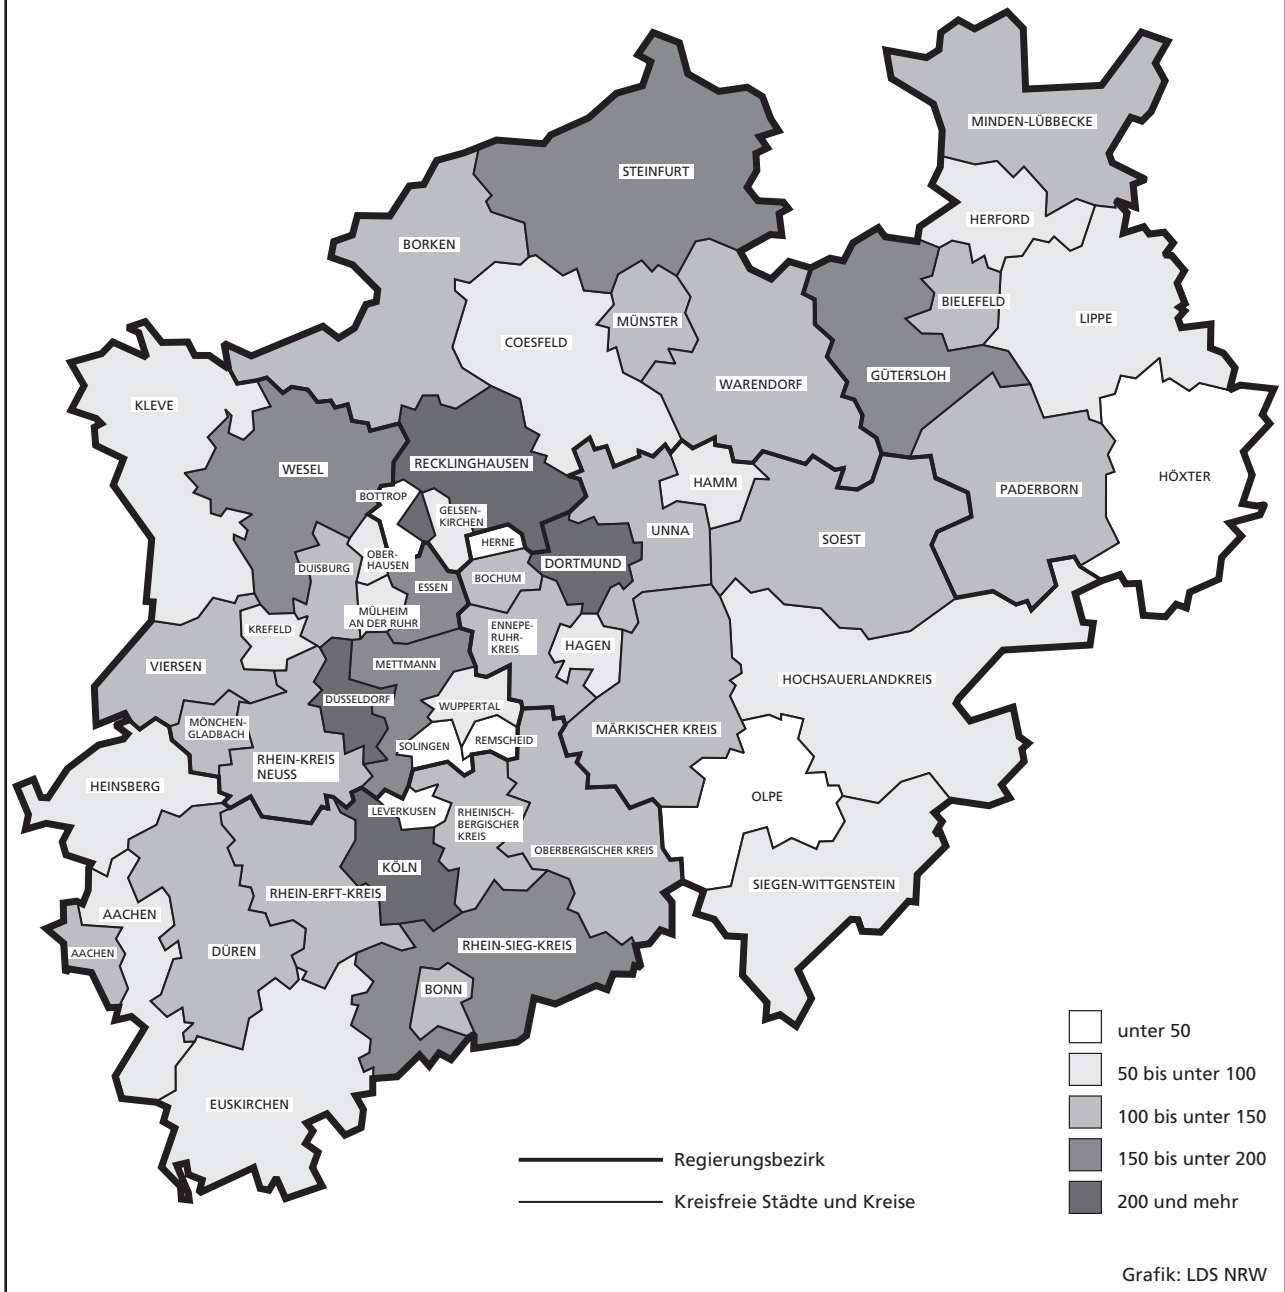 MINDEN-LÜBBECKE
STEINFURT
HERFORD
BORKEN
BIELEFELD
LIPPE
MÜNSTER
COESFELD
GÜTERSLOH
WARENDORF
KLEVE
RECKLINGHAUSEN
WESEL
HÖXTER
HAMM
PADERBORN
BOTTROP
GELSEN-
KIRCHEN
UNNA
SOEST
HERNE
OBER-
HAUSEN
DORTMUND
DUISBURG
BOCHUM
ESSEN
MÜLHEIM
AN DER RUHR
KREFELD
ENNEPE-
RUHR-
KREIS
HAGEN
VIERSEN
METTMANN
HOCHSAUERLANDKREIS
DÜSSELDORF
WUPPERTAL
MÖNCHEN-
GLADBACH
MÄRKISCHER KREIS
SOLINGEN
REMSCHEID
RHEIN-KREIS
NEUSS
HEINSBERG
OLPE
LEVERKUSEN
RHEINISCH-
BERGISCHER
KREIS
OBERBERGISCHER KREIS
KÖLN
SIEGEN-WITTGENSTEIN
RHEIN-ERFT-KREIS
AACHEN
RHEIN-SIEG-KREIS
AACHEN
DÜREN
BONN
EUSKIRCHEN
unter 50
50 bis unter 100
100 bis unter 150
150 bis unter 200
200 und mehr
Regierungsbezirk
Kreisfreie Städte und Kreise
Grafik: LDS NRW